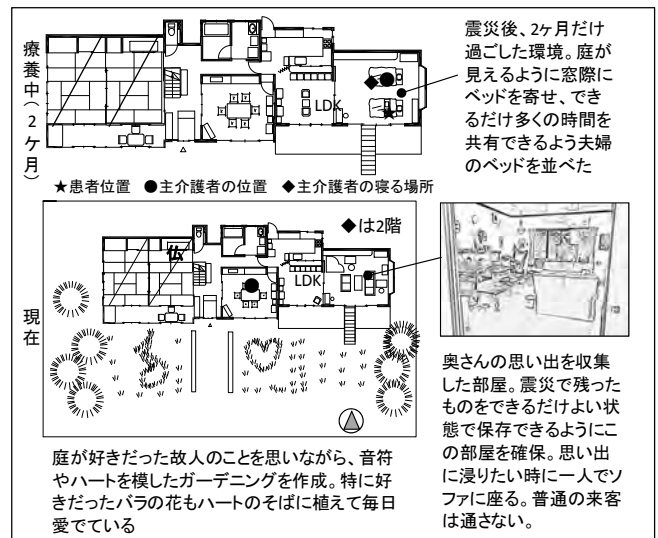 療養中(2ヶ月)
震災後、2ヶ月だけ
過ごした環境。庭が
見えるように窓際に
ベッドを寄せ、でき
るだけ多くの時間を
共有できるよう夫婦
のベッドを並べた
LDK
★患者位置 ●主介護者の位置 ◆主介護者の寝る場所
現在
◆は2階
仏
LDK
奥さんの思い出を収集
した部屋。震災で残った
ものをできるだけよい状
態で保存できるようにこ
の部屋を確保。思い出
に浸りたい時に一人でソ
ファに座る。普通の来客
は通さない。
庭が好きだった故人のことを思いながら、音符
やハートを模したガーデニングを作成。特に好
きだったバラの花もハートのそばに植えて毎日
愛でている